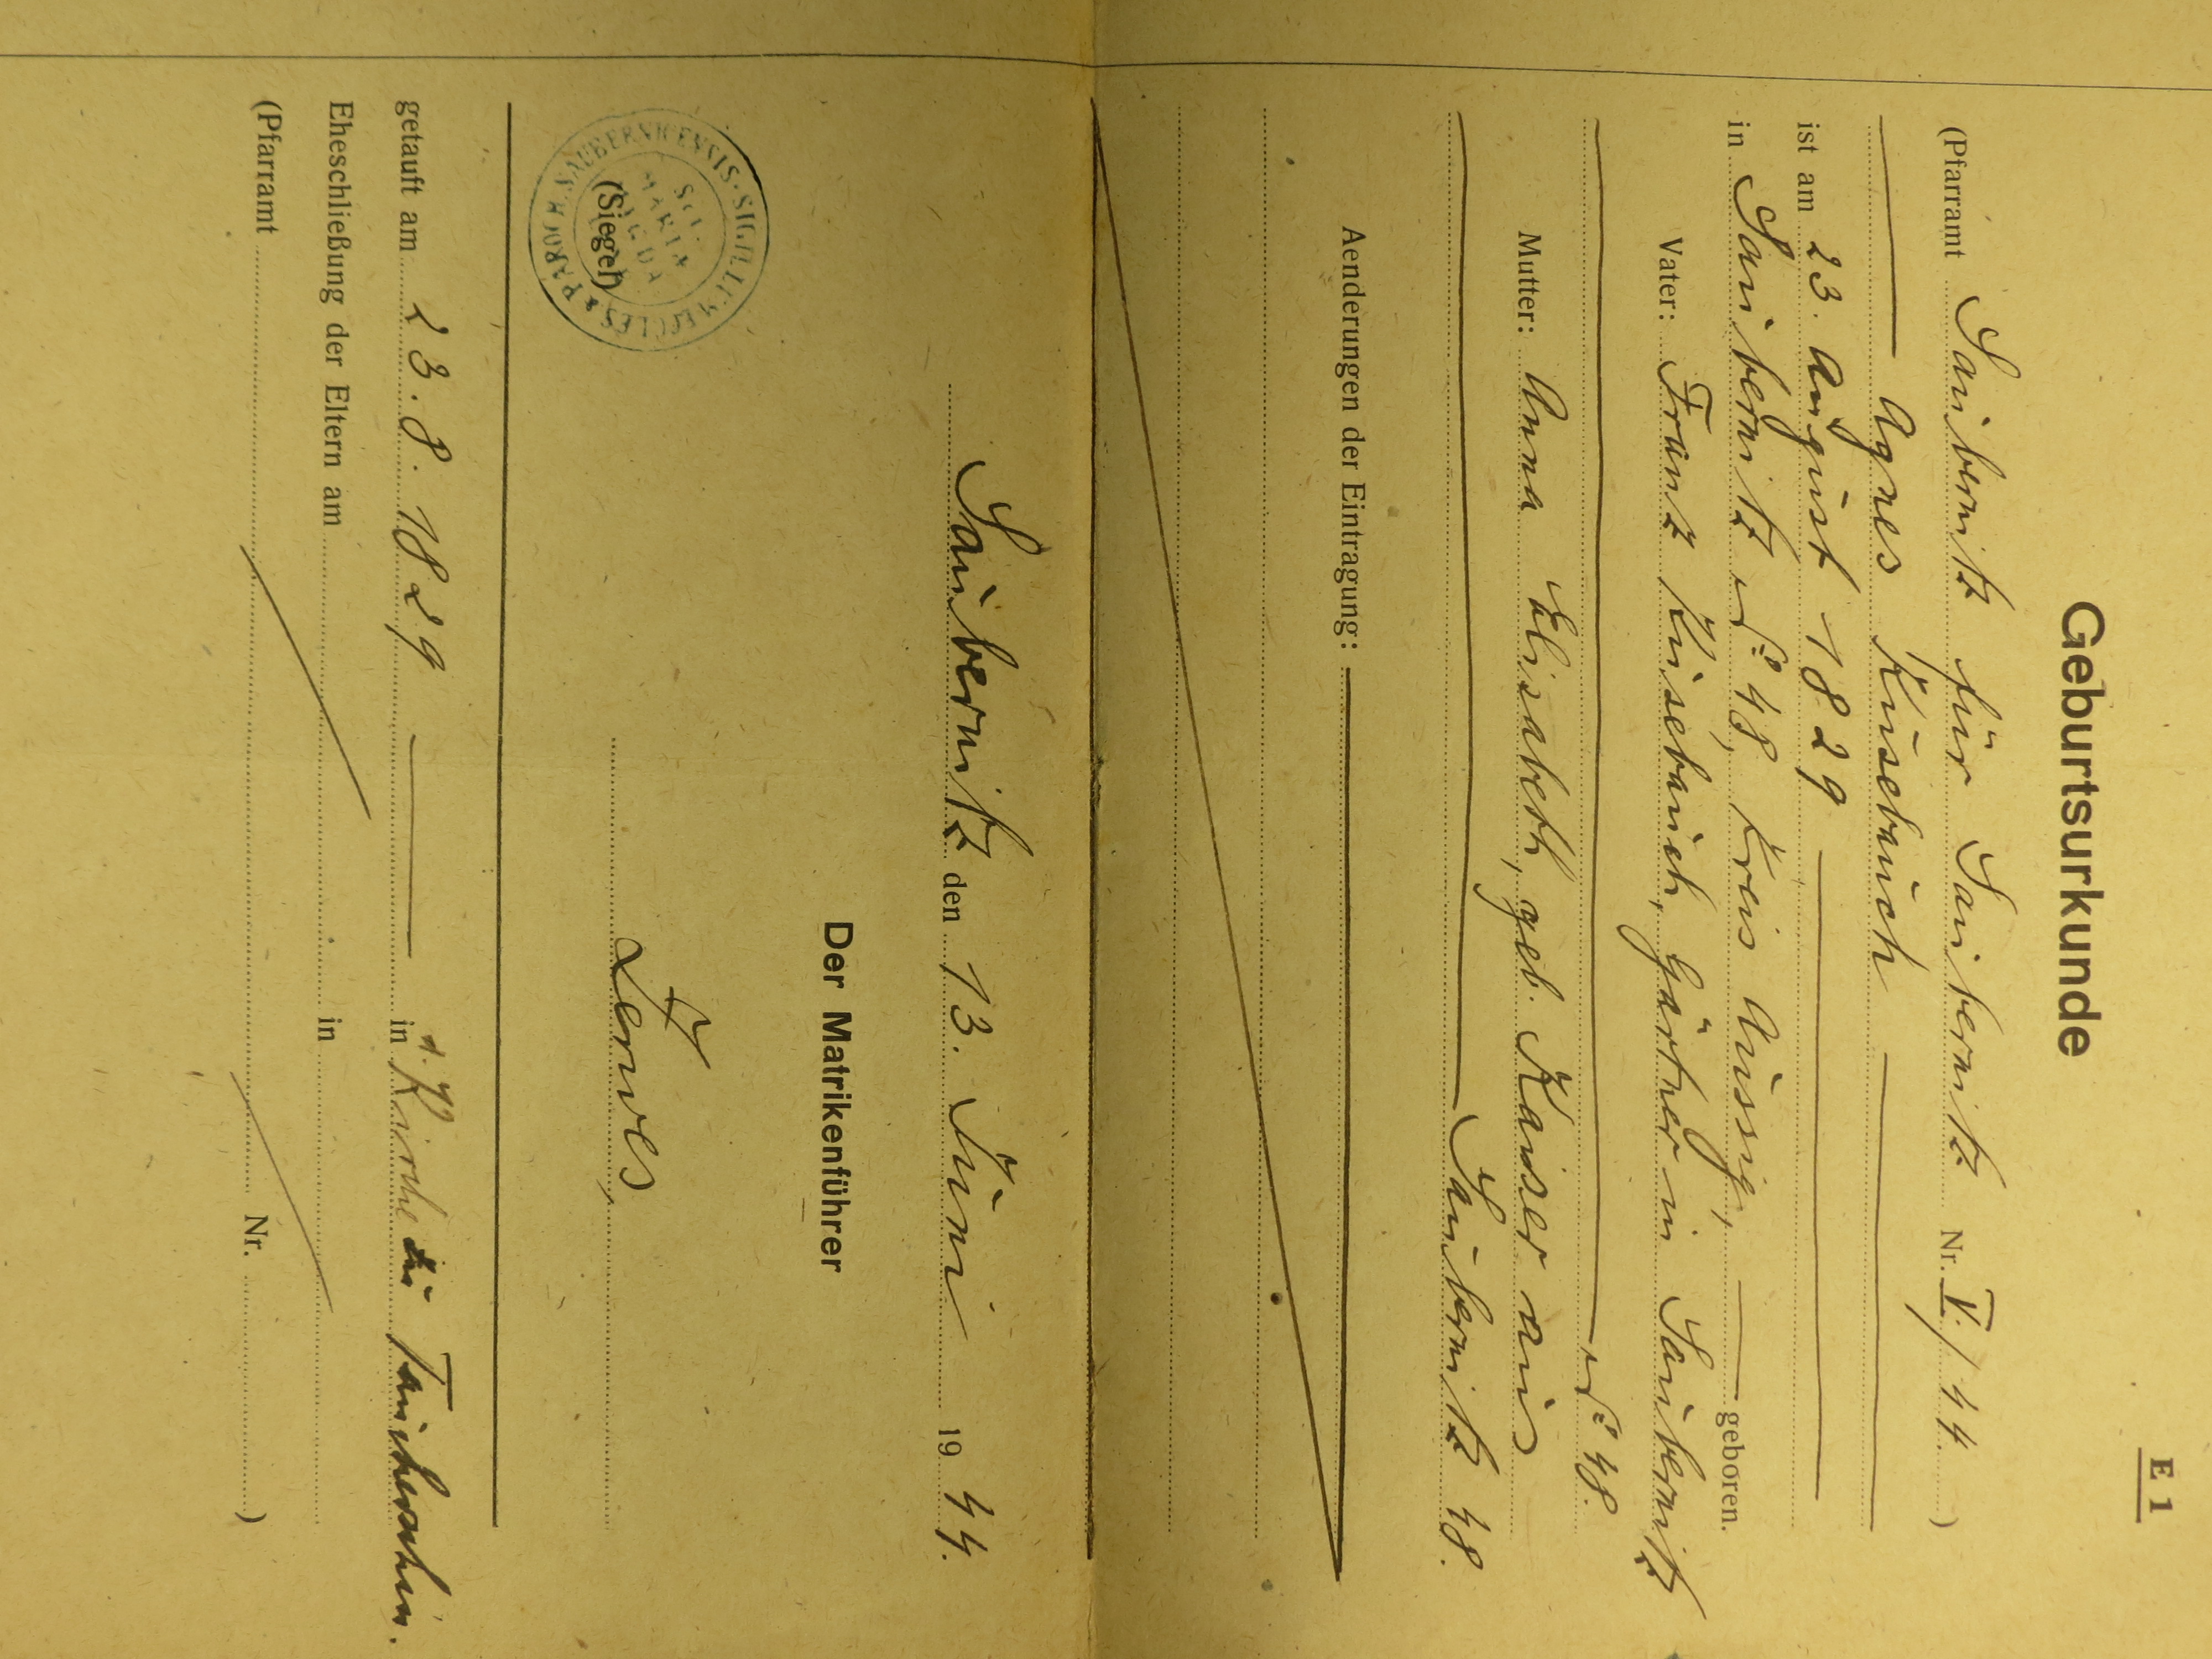 E 1
Geburtsurkunde
(Pfarramt Saubernitz für Saubernitz Nr. V./44. )
Agnes Kusebauch
ist am 23. August 1829
in Saubernitz No 48, Kreis Aussig, geboren.
Vater: Franz Kusebauch, Gärtner in Saubernitz
No 48.
Mutter: Anna Elisabeth, geb. Kaiser aus
Saubernitz 48.
Aenderungen der Eintragung:
Saubernitz den 13. Juni 1944.
Der Matrikenführer
SIGILLUM ECCLES & PAROCH. SAUBERNICENSIS
Sct.
MARIA
MAGDA
(Siegel)
getauft am 23.8.1829 in d. Kirche zu Taucherschin.
Eheschließung der Eltern am in
(Pfarramt Nr. )